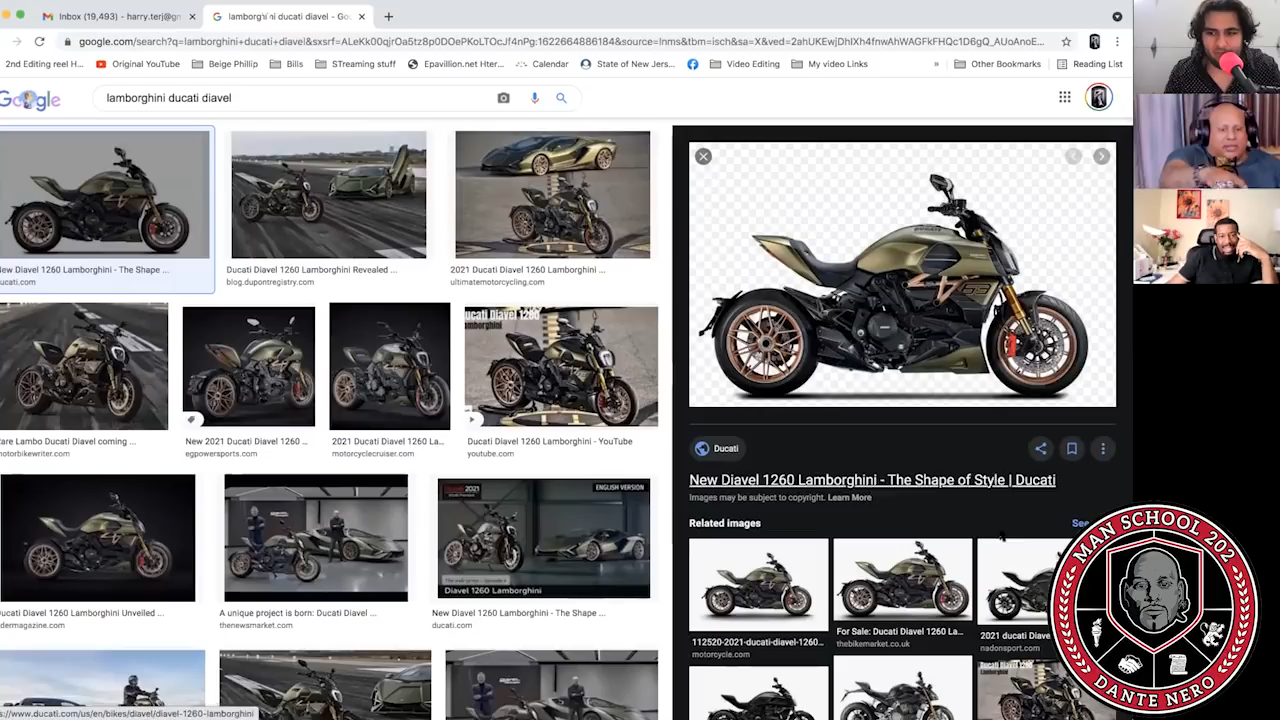 Inbox (19,493) - harry.terj@gn
lamborghini ducati diavel - Go
google.com/search?q=lamborghini+ducati+diavel&sxsrf=ALeKk00qjrOa5tz8p0DOePKoLTOcJf4nPg:1622664886184&source=lnms&tbm=isch&sa=X&ved=2ahUKEwjDhIXh4fnwAhWAGFkFHQc1D6gQ_AUoAnoE...
2nd Editing reel H...
Original YouTube
Beige Phillip
Bills
STreaming stuff
Epavillion.net Hter...
Calendar
State of New Jers...
Video Editing
My video Links
»
Other Bookmarks
Reading List
Google
lamborghini ducati diavel
New Diavel 1260 Lamborghini - The Shape ...
ducati.com
Ducati Diavel 1260 Lamborghini Revealed ...
blog.dupontregistry.com
2021 Ducati Diavel 1260 Lamborghini ...
ultimatemotorcycling.com
Rare Lambo Ducati Diavel coming ...
motorbikewriter.com
New 2021 Ducati Diavel 1260 ...
egpowersports.com
2021 Ducati Diavel 1260 La...
motorcyclecruiser.com
Ducati Diavel 1260
Lamborghini
Ducati Diavel 1260 Lamborghini - YouTube
youtube.com
Ducati Diavel 1260 Lamborghini Unveiled ...
dermagazine.com
A unique project is born: Ducati Diavel ...
thenewsmarket.com
2021
ENGLISH VERSION
Diavel 1260 Lamborghini
New Diavel 1260 Lamborghini - The Shape ...
ducati.com
s://www.ducati.com/us/en/bikes/diavel/diavel-1260-lamborghini
63
Ducati
New Diavel 1260 Lamborghini - The Shape of Style | Ducati
Images may be subject to copyright. Learn More
Related images
See
112520-2021-ducati-diavel-1260...
motorcycle.com
For Sale: Ducati Diavel 1260 La...
thebikemarket.co.uk
2021 ducati Diave
nadonsport.com
Ducati Diavel 1260
MAN SCHOOL 202
DANTE NERO